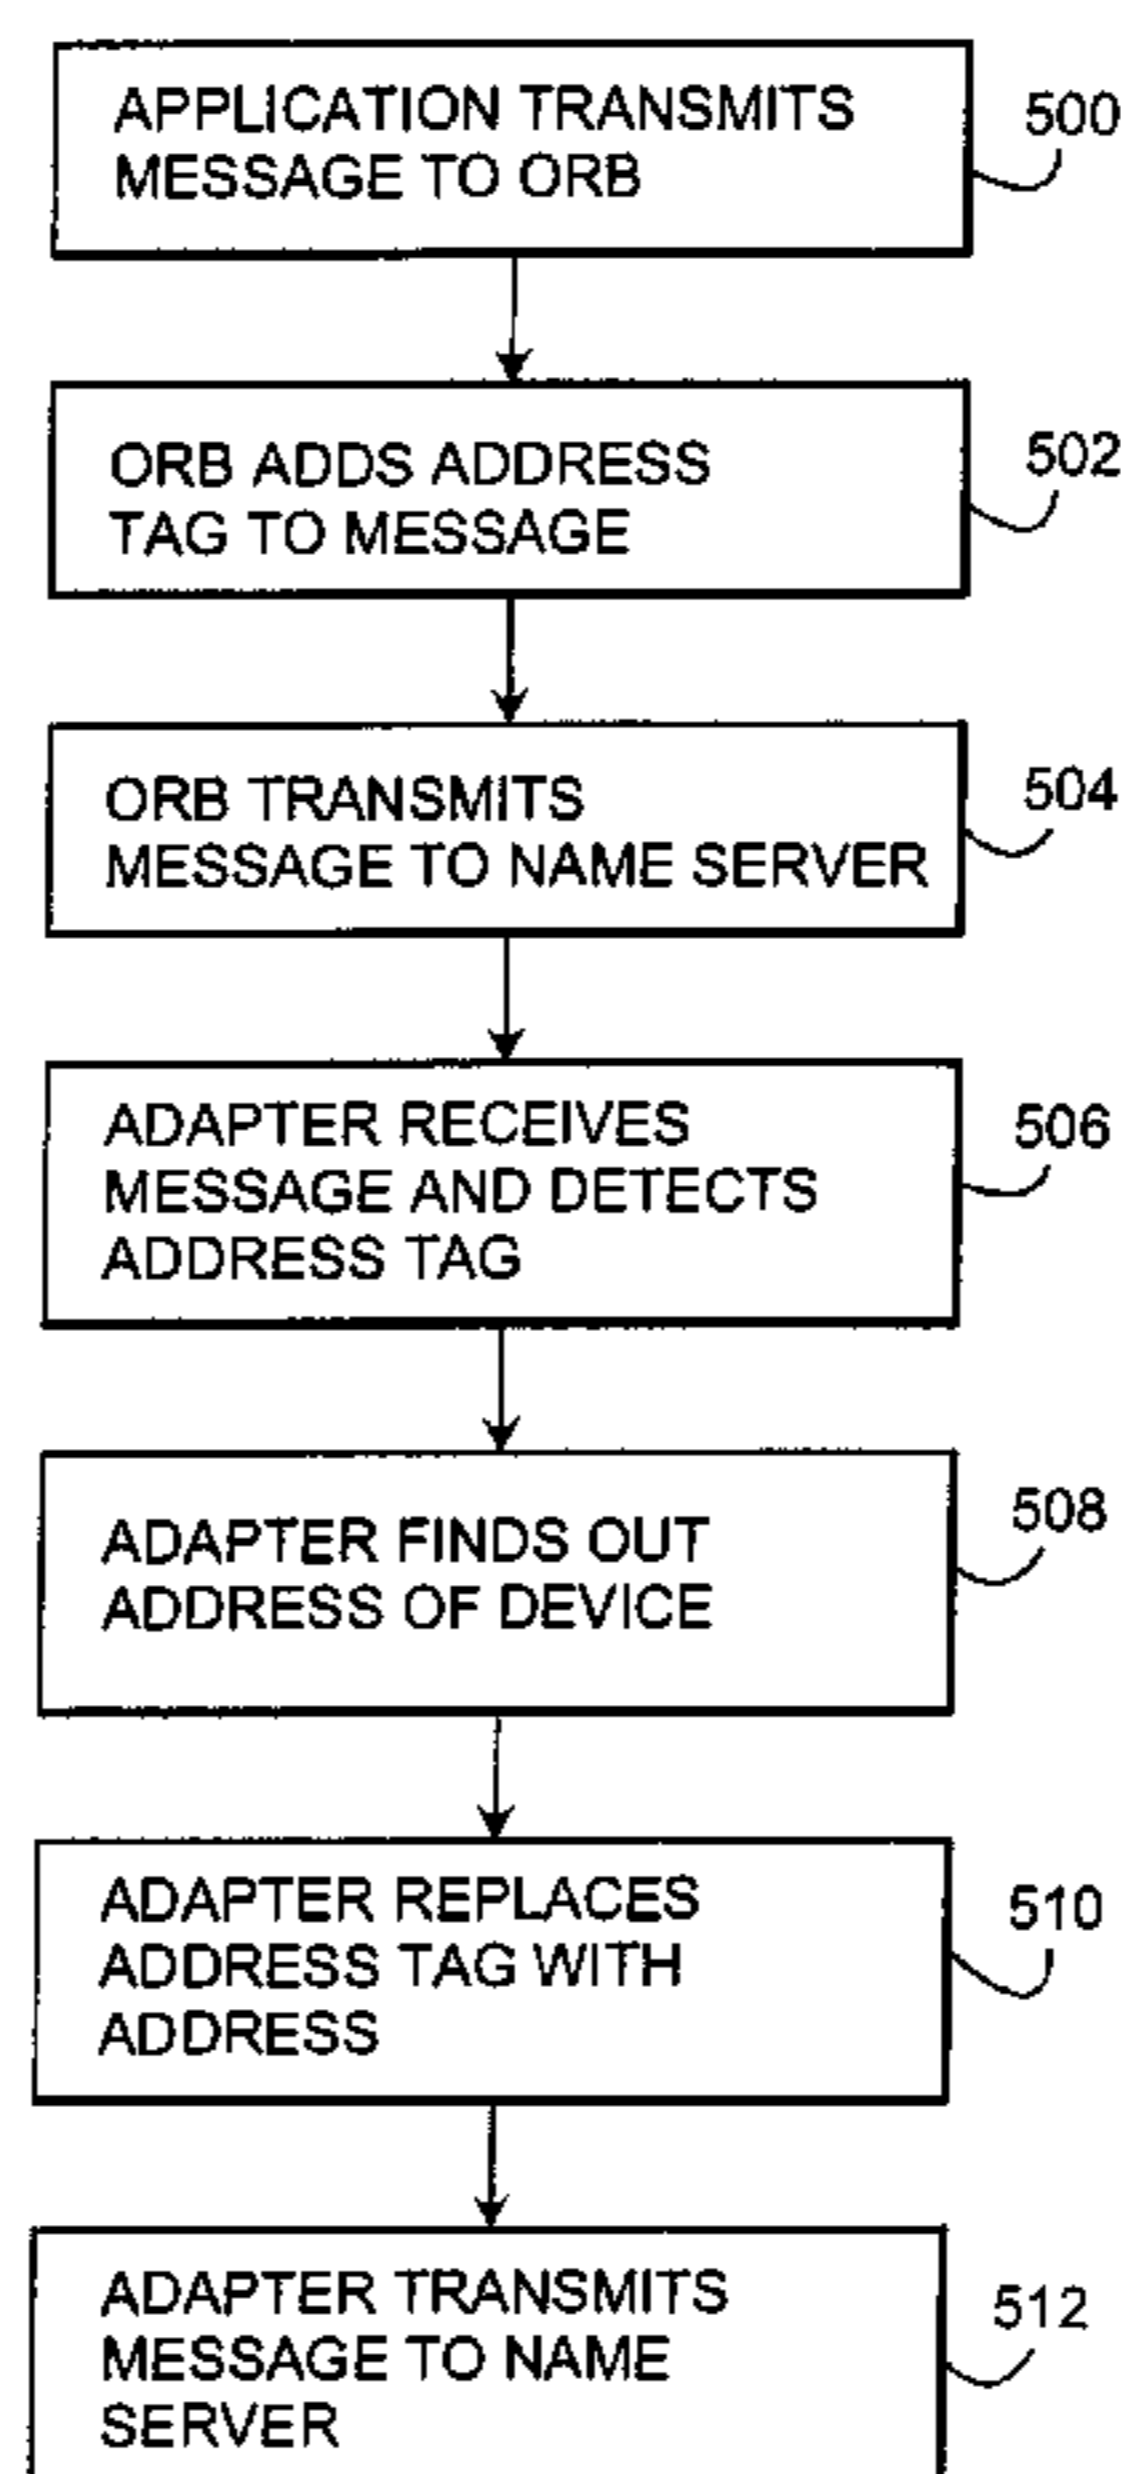 APPLICATION TRANSMITS
MESSAGE TO ORB
500
ORB ADDS ADDRESS
TAG TO MESSAGE
502
ORB TRANSMITS
MESSAGE TO NAME SERVER
504
ADAPTER RECEIVES
MESSAGE AND DETECTS
ADDRESS TAG
506
ADAPTER FINDS OUT
ADDRESS OF DEVICE
508
ADAPTER REPLACES
ADDRESS TAG WITH
ADDRESS
510
ADAPTER TRANSMITS
MESSAGE TO NAME
SERVER
512